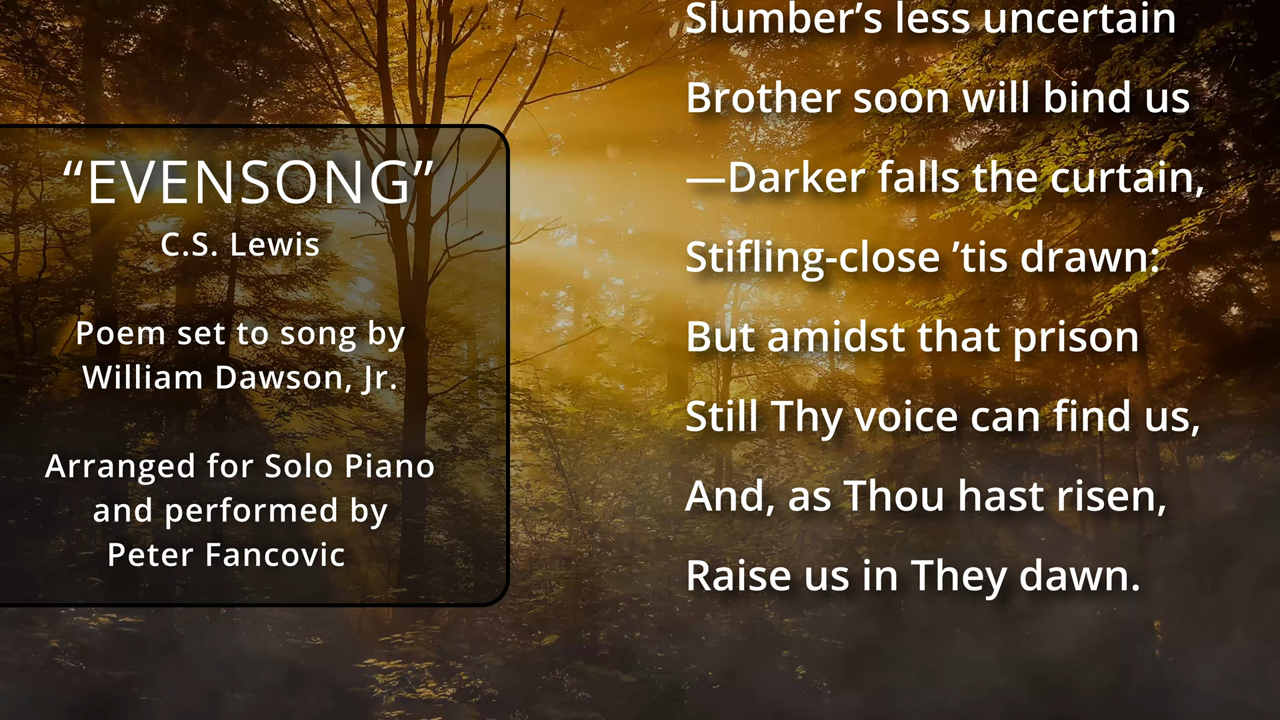 “EVENSONG”
C.S. Lewis
Poem set to song by
William Dawson, Jr.
Arranged for Solo Piano
and performed by
Peter Fancovic
Slumber’s less uncertain
Brother soon will bind us
—Darker falls the curtain,
Stifling-close ’tis drawn:
But amidst that prison
Still Thy voice can find us,
And, as Thou hast risen,
Raise us in They dawn.